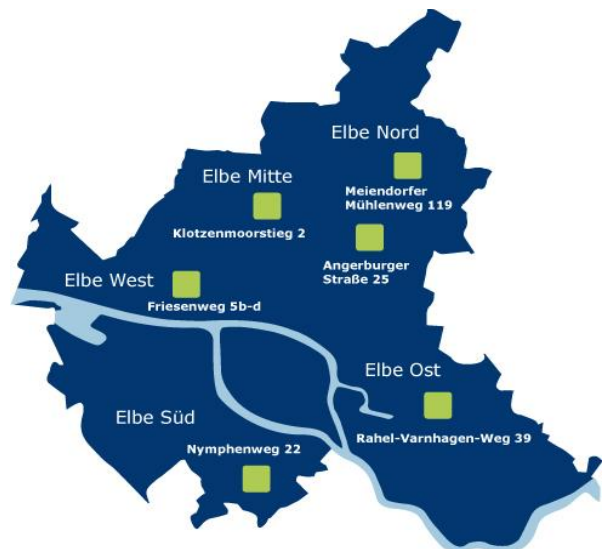 Elbe Nord
Elbe Mitte
Meiendorfer
Mühlenweg 119
Klotzenmoorstieg 2
Angerburger
Straße 25
Elbe West
Friesenweg 5b-d
Elbe Ost
Elbe Süd
Rahel-Varnhagen-Weg 39
Nymphenweg 22